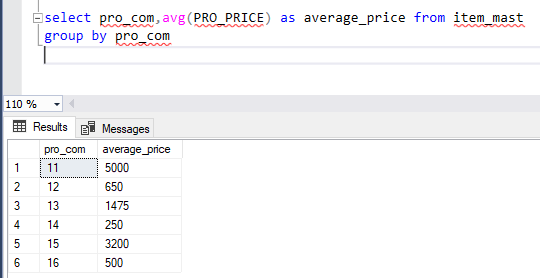 select pro_com,avg(PRO_PRICE) as average_price from item_mast
group by pro_com
110 %
Results Messages
pro_com average_price
1 11 5000
2 12 650
3 13 1475
4 14 250
5 15 3200
6 16 500